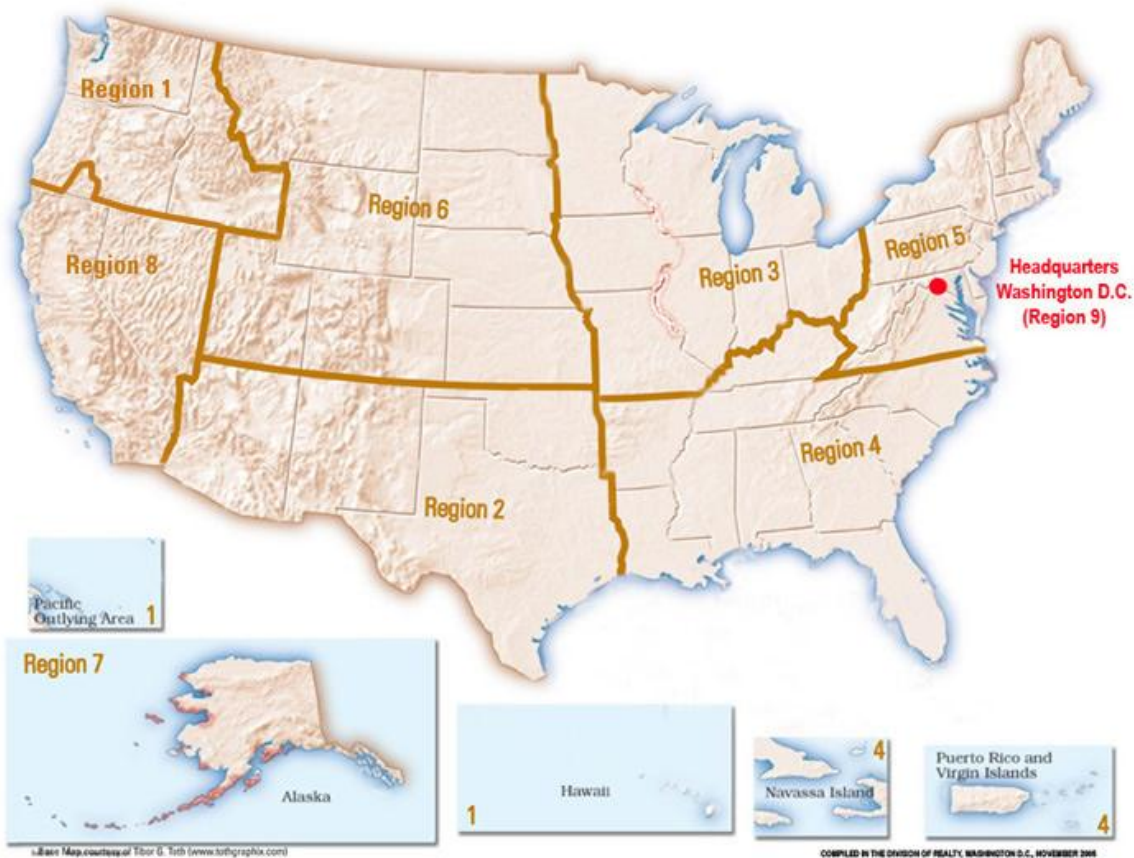 Region 1
Region 6
Region 8
Region 3
Region 5
Headquarters
Washington D.C.
(Region 9)
Region 4
Region 2
Pacific
Outlying Area 1
Region 7
Alaska
Hawaii
1
4
Navassa Island
Puerto Rico and
Virgin Islands
4
Base Map courtesy of Tibor G. Toth (www.tothgraphix.com)
COMPILED IN THE DIVISION OF REALTY, WASHINGTON D.C., NOVEMBER